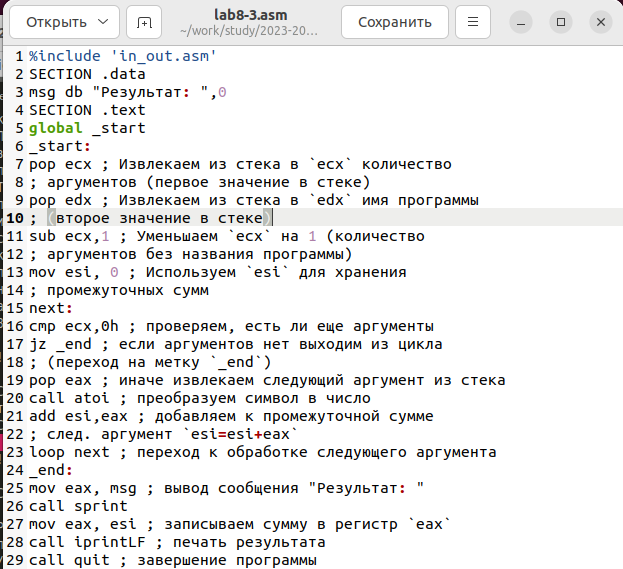 Открыть
lab8-3.asm
~/work/study/2023-20...
Сохранить
1 %include 'in_out.asm'
2 SECTION .data
3 msg db "Результат: ",0
4 SECTION .text
5 global _start
6 _start:
7 pop ecx ; Извлекаем из стека в `ecx` количество
8 ; аргументов (первое значение в стеке)
9 pop edx ; Извлекаем из стека в `edx` имя программы
10 ; (второе значение в стеке)
11 sub ecx,1 ; Уменьшаем `ecx` на 1 (количество
12 ; аргументов без названия программы)
13 mov esi, 0 ; Используем `esi` для хранения
14 ; промежуточных сумм
15 next:
16 cmp ecx,0h ; проверяем, есть ли еще аргументы
17 jz _end ; если аргументов нет выходим из цикла
18 ; (переход на метку `_end`)
19 pop eax ; иначе извлекаем следующий аргумент из стека
20 call atoi ; преобразуем символ в число
21 add esi,eax ; добавляем к промежуточной сумме
22 ; след. аргумент `esi=esi+eax`
23 loop next ; переход к обработке следующего аргумента
24 _end:
25 mov eax, msg ; вывод сообщения "Результат: "
26 call sprint
27 mov eax, esi ; записываем сумму в регистр `eax`
28 call iprintLF ; печать результата
29 call quit ; завершение программы